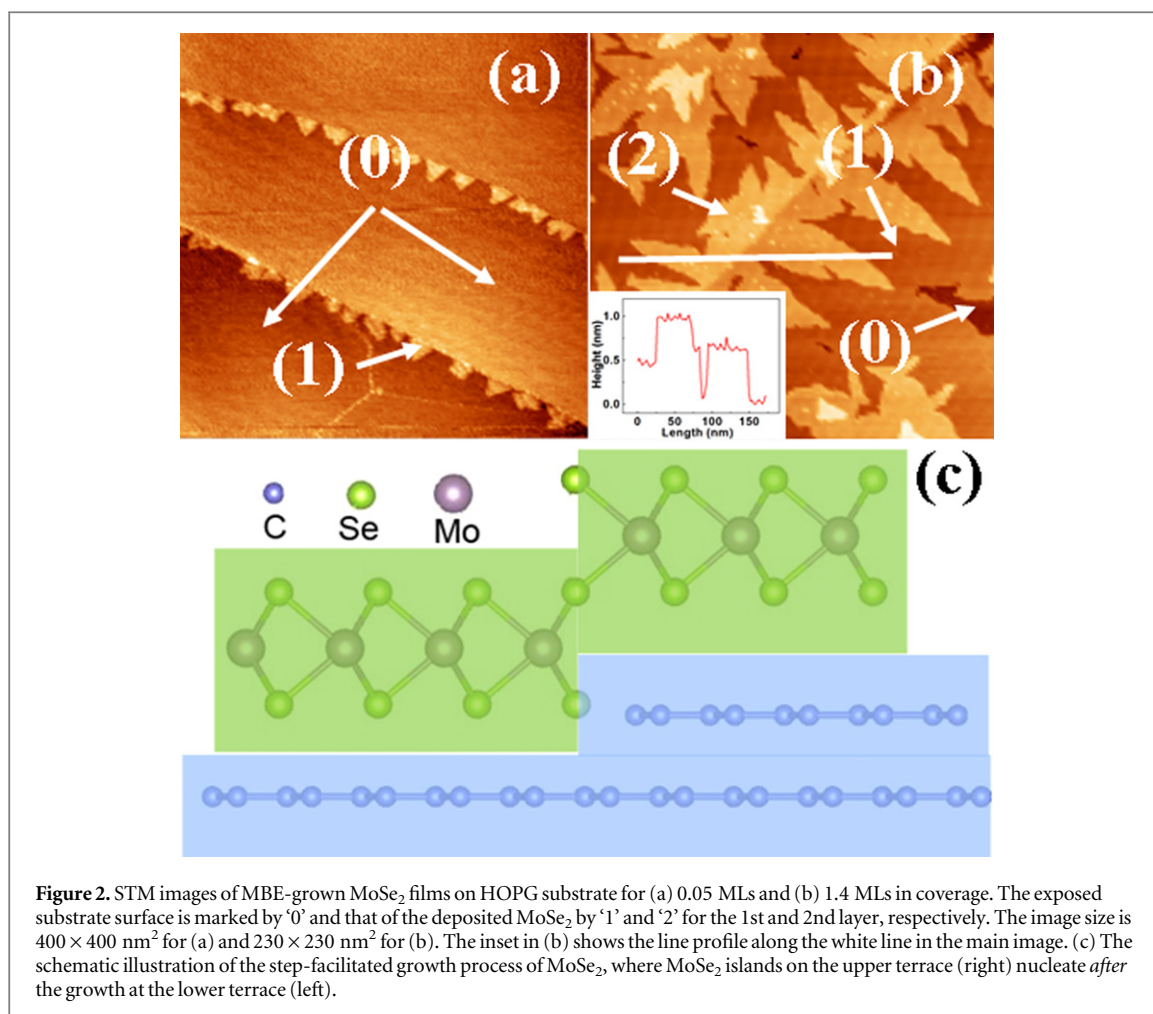 (a)
(0)
(1)
(b)
(1)
(2)
(0)
Height (nm)
1.0
0.5
0.0
0 50 100 150
Length (nm)
(c)
C Se Mo
Figure 2. STM images of MBE-grown MoSe₂ films on HOPG substrate for (a) 0.05 MLs and (b) 1.4 MLs in coverage. The exposed
substrate surface is marked by ‘0’ and that of the deposited MoSe₂ by ‘1’ and ‘2’ for the 1st and 2nd layer, respectively. The image size is
400 × 400 nm² for (a) and 230 × 230 nm² for (b). The inset in (b) shows the line profile along the white line in the main image. (c) The
schematic illustration of the step-facilitated growth process of MoSe₂, where MoSe₂ islands on the upper terrace (right) nucleate after
the growth at the lower terrace (left).